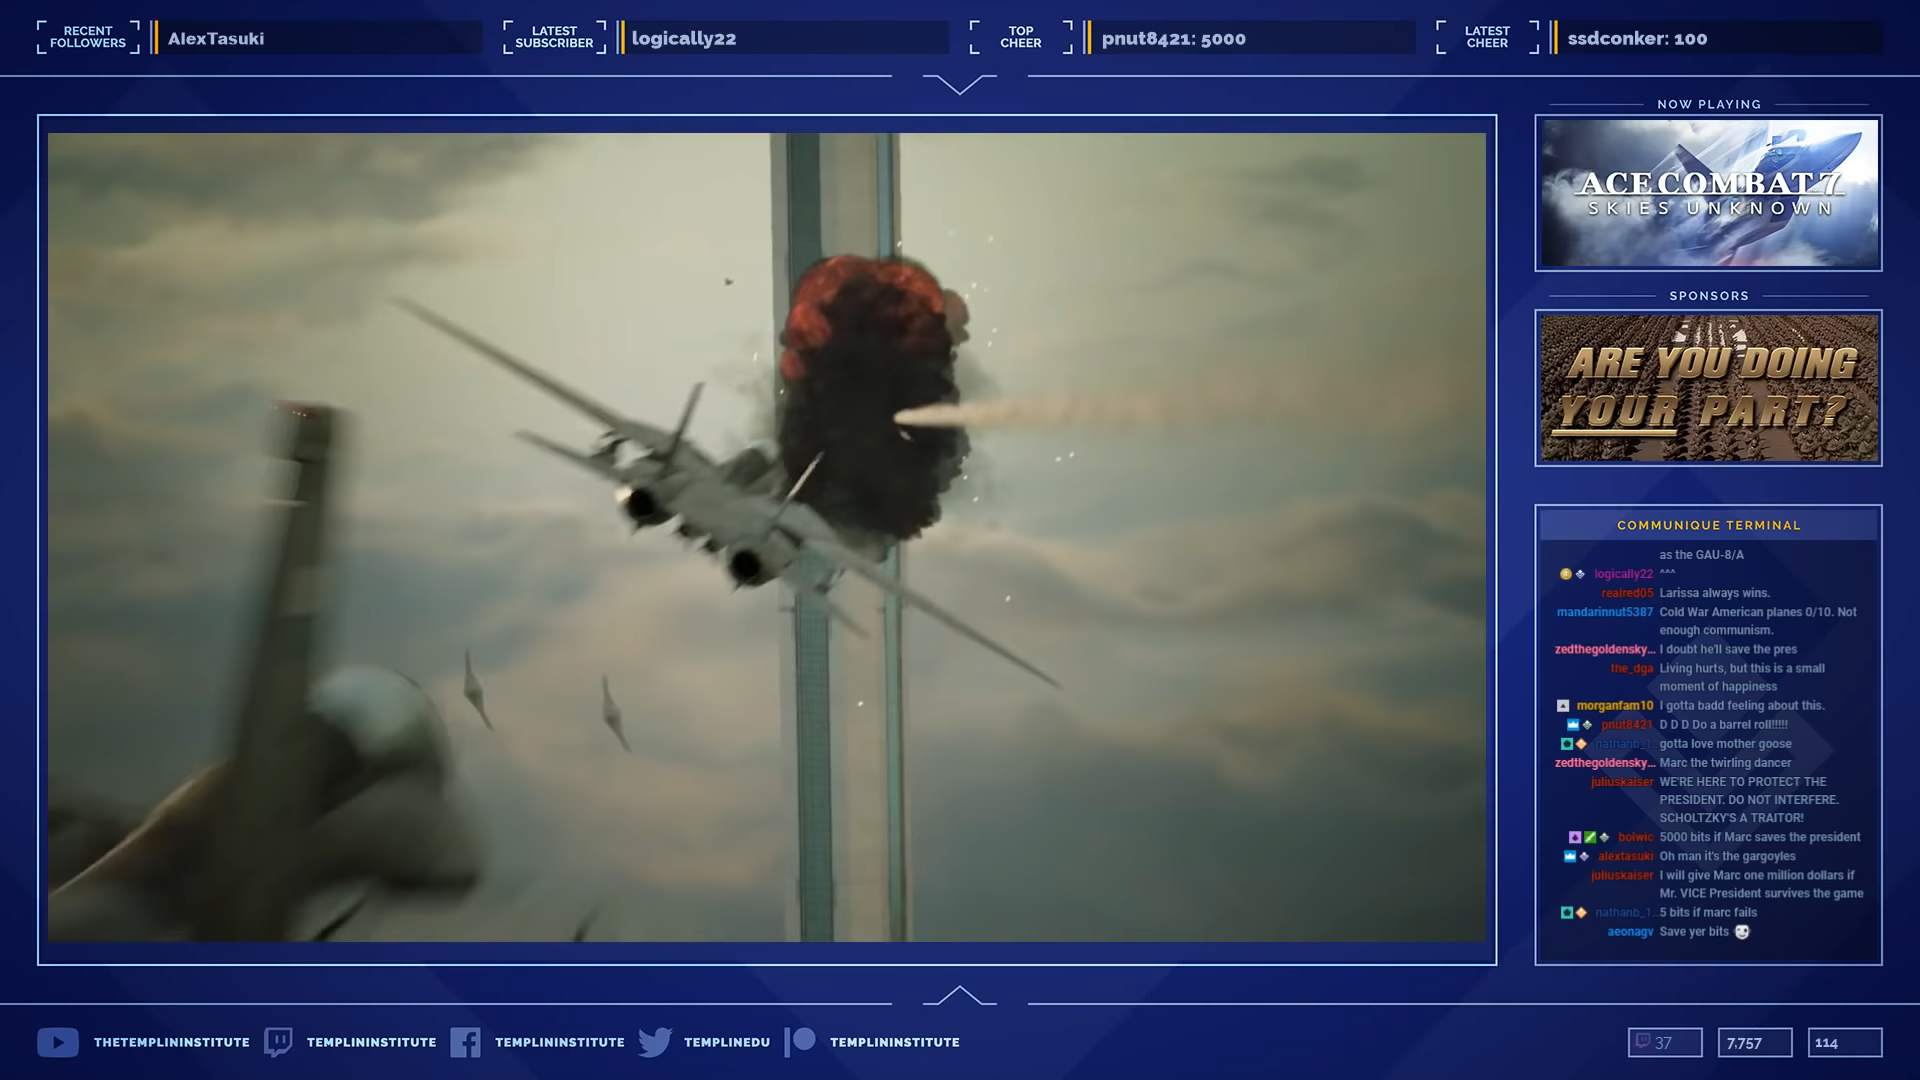 RECENT
FOLLOWERS
AlexTasuki
LATEST
SUBSCRIBER
logically22
TOP
CHEER
pnut8421: 5000
LATEST
CHEER
ssdconker: 100
NOW PLAYING
ACE COMBAT 7
SKIES UNKNOWN
SPONSORS
ARE YOU DOING
YOUR PART?
COMMUNIQUE TERMINAL
as the GAU-8/A
logically22 ^^^
realred05 Larissa always wins.
mandarinnut5387 Cold War American planes 0/10. Not
enough communism.
zedthegoldensky... I doubt he'll save the pres
the_dga Living hurts, but this is a small
moment of happiness
morganfam10 I gotta badd feeling about this.
pnut8421 D D D Do a barrel roll!!!!!
nathanb_1... gotta love mother goose
zedthegoldensky... Marc the twirling dancer
juliuskaiser WE'RE HERE TO PROTECT THE
PRESIDENT. DO NOT INTERFERE.
SCHOLTZKY'S A TRAITOR!
bolwic 5000 bits if Marc saves the president
alextasuki Oh man it's the gargoyles
juliuskaiser I will give Marc one million dollars if
Mr. VICE President survives the game
nathanb_1... 5 bits if marc fails
aeonagv Save yer bits
THETEMPLININSTITUTE
TEMPLININSTITUTE
TEMPLININSTITUTE
TEMPLINEDU
TEMPLININSTITUTE
37
7,757
114